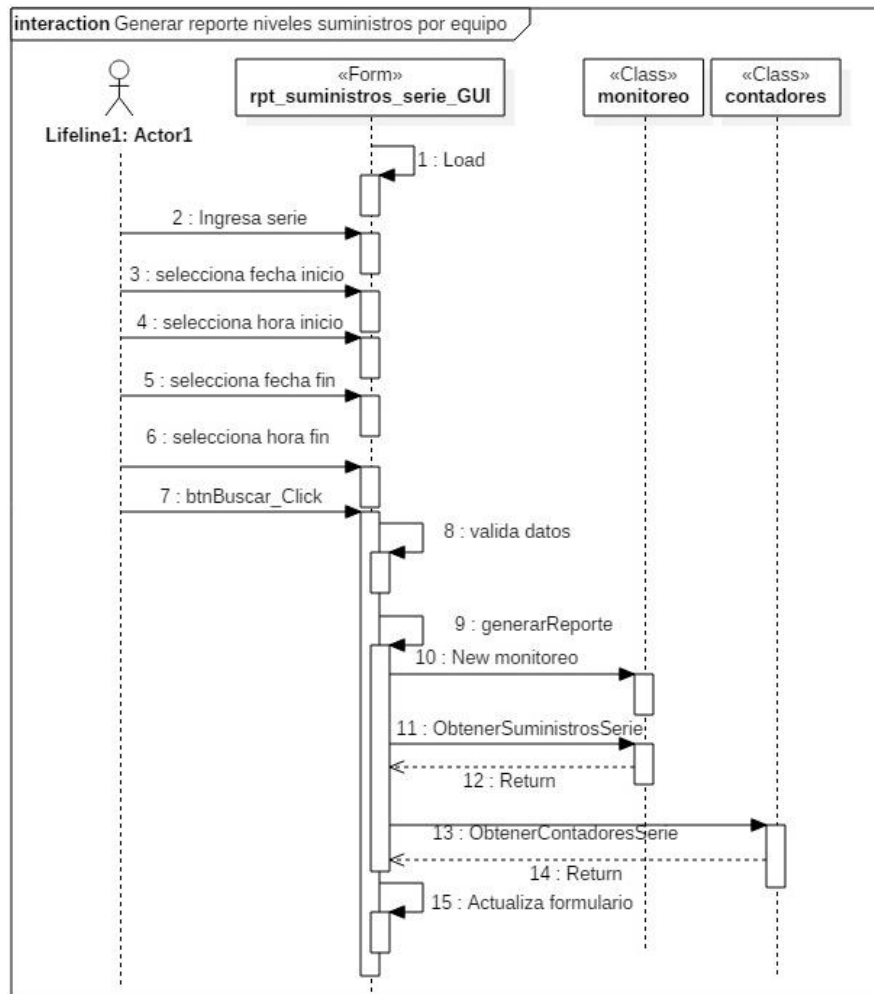 interaction Generar reporte niveles suministros por equipo
«Form»
rpt_suministros_serie_GUI
«Class»
monitoreo
«Class»
contadores
Lifeline1: Actor1
1 : Load
2 : Ingresa serie
3 : selecciona fecha inicio
4 : selecciona hora inicio
5 : selecciona fecha fin
6 : selecciona hora fin
7 : btnBuscar_Click
8 : valida datos
9 : generarReporte
10 : New monitoreo
11 : ObtenerSuministrosSerie
12 : Return
13 : ObtenerContadoresSerie
14 : Return
15 : Actualiza formulario